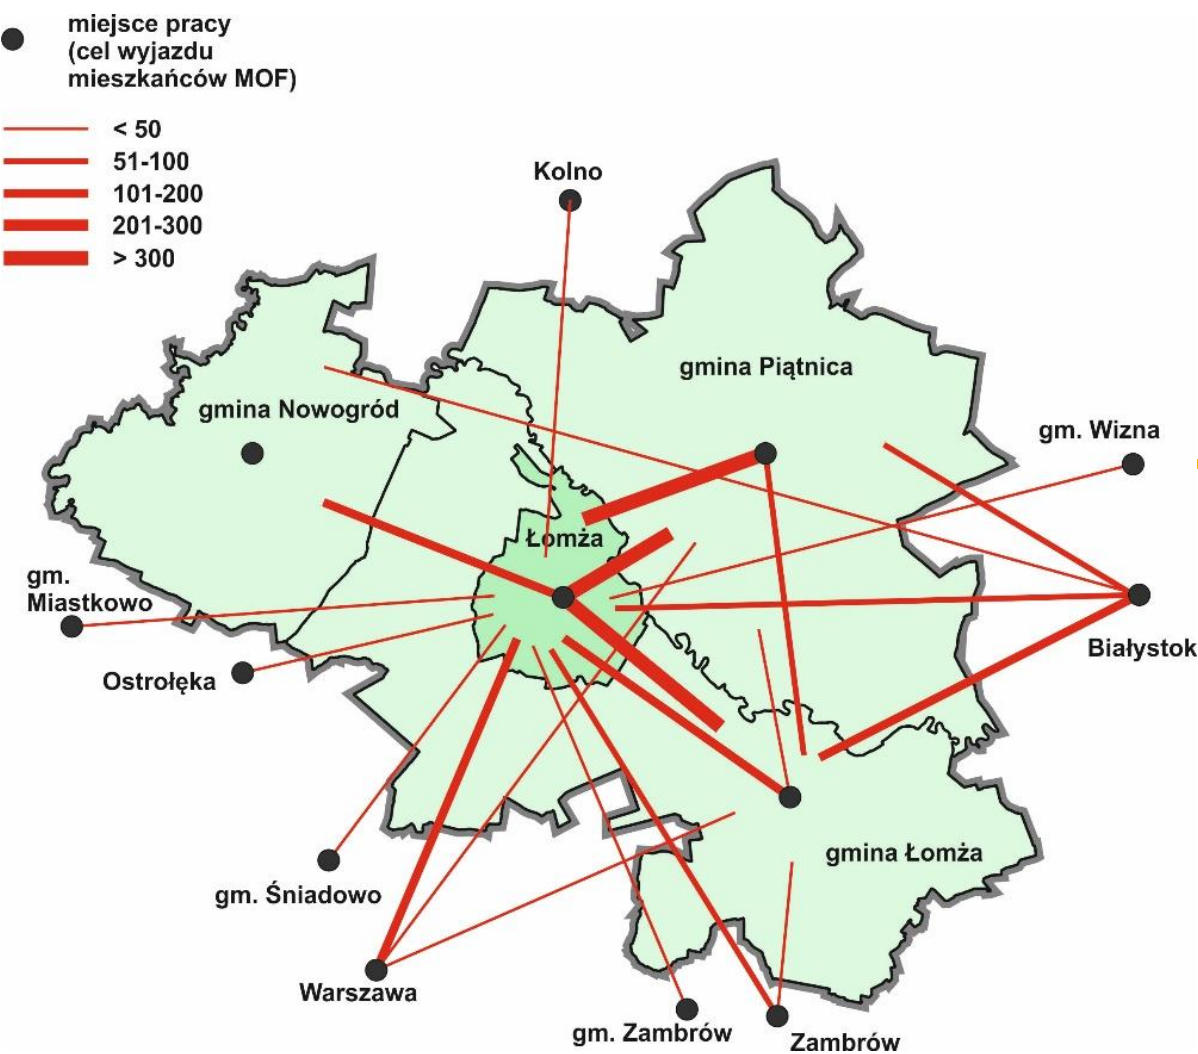 miejsce pracy
(cel wyjazdu
mieszkańców MOF)
< 50
51-100
101-200
201-300
> 300
Kolno
gmina Piątnica
gmina Nowogród
gm. Wizna
Łomża
gm.
Miastkowo
Ostrołęka
Białystok
gmina Łomża
gm. Śniadowo
Warszawa
gm. Zambrów
Zambrów